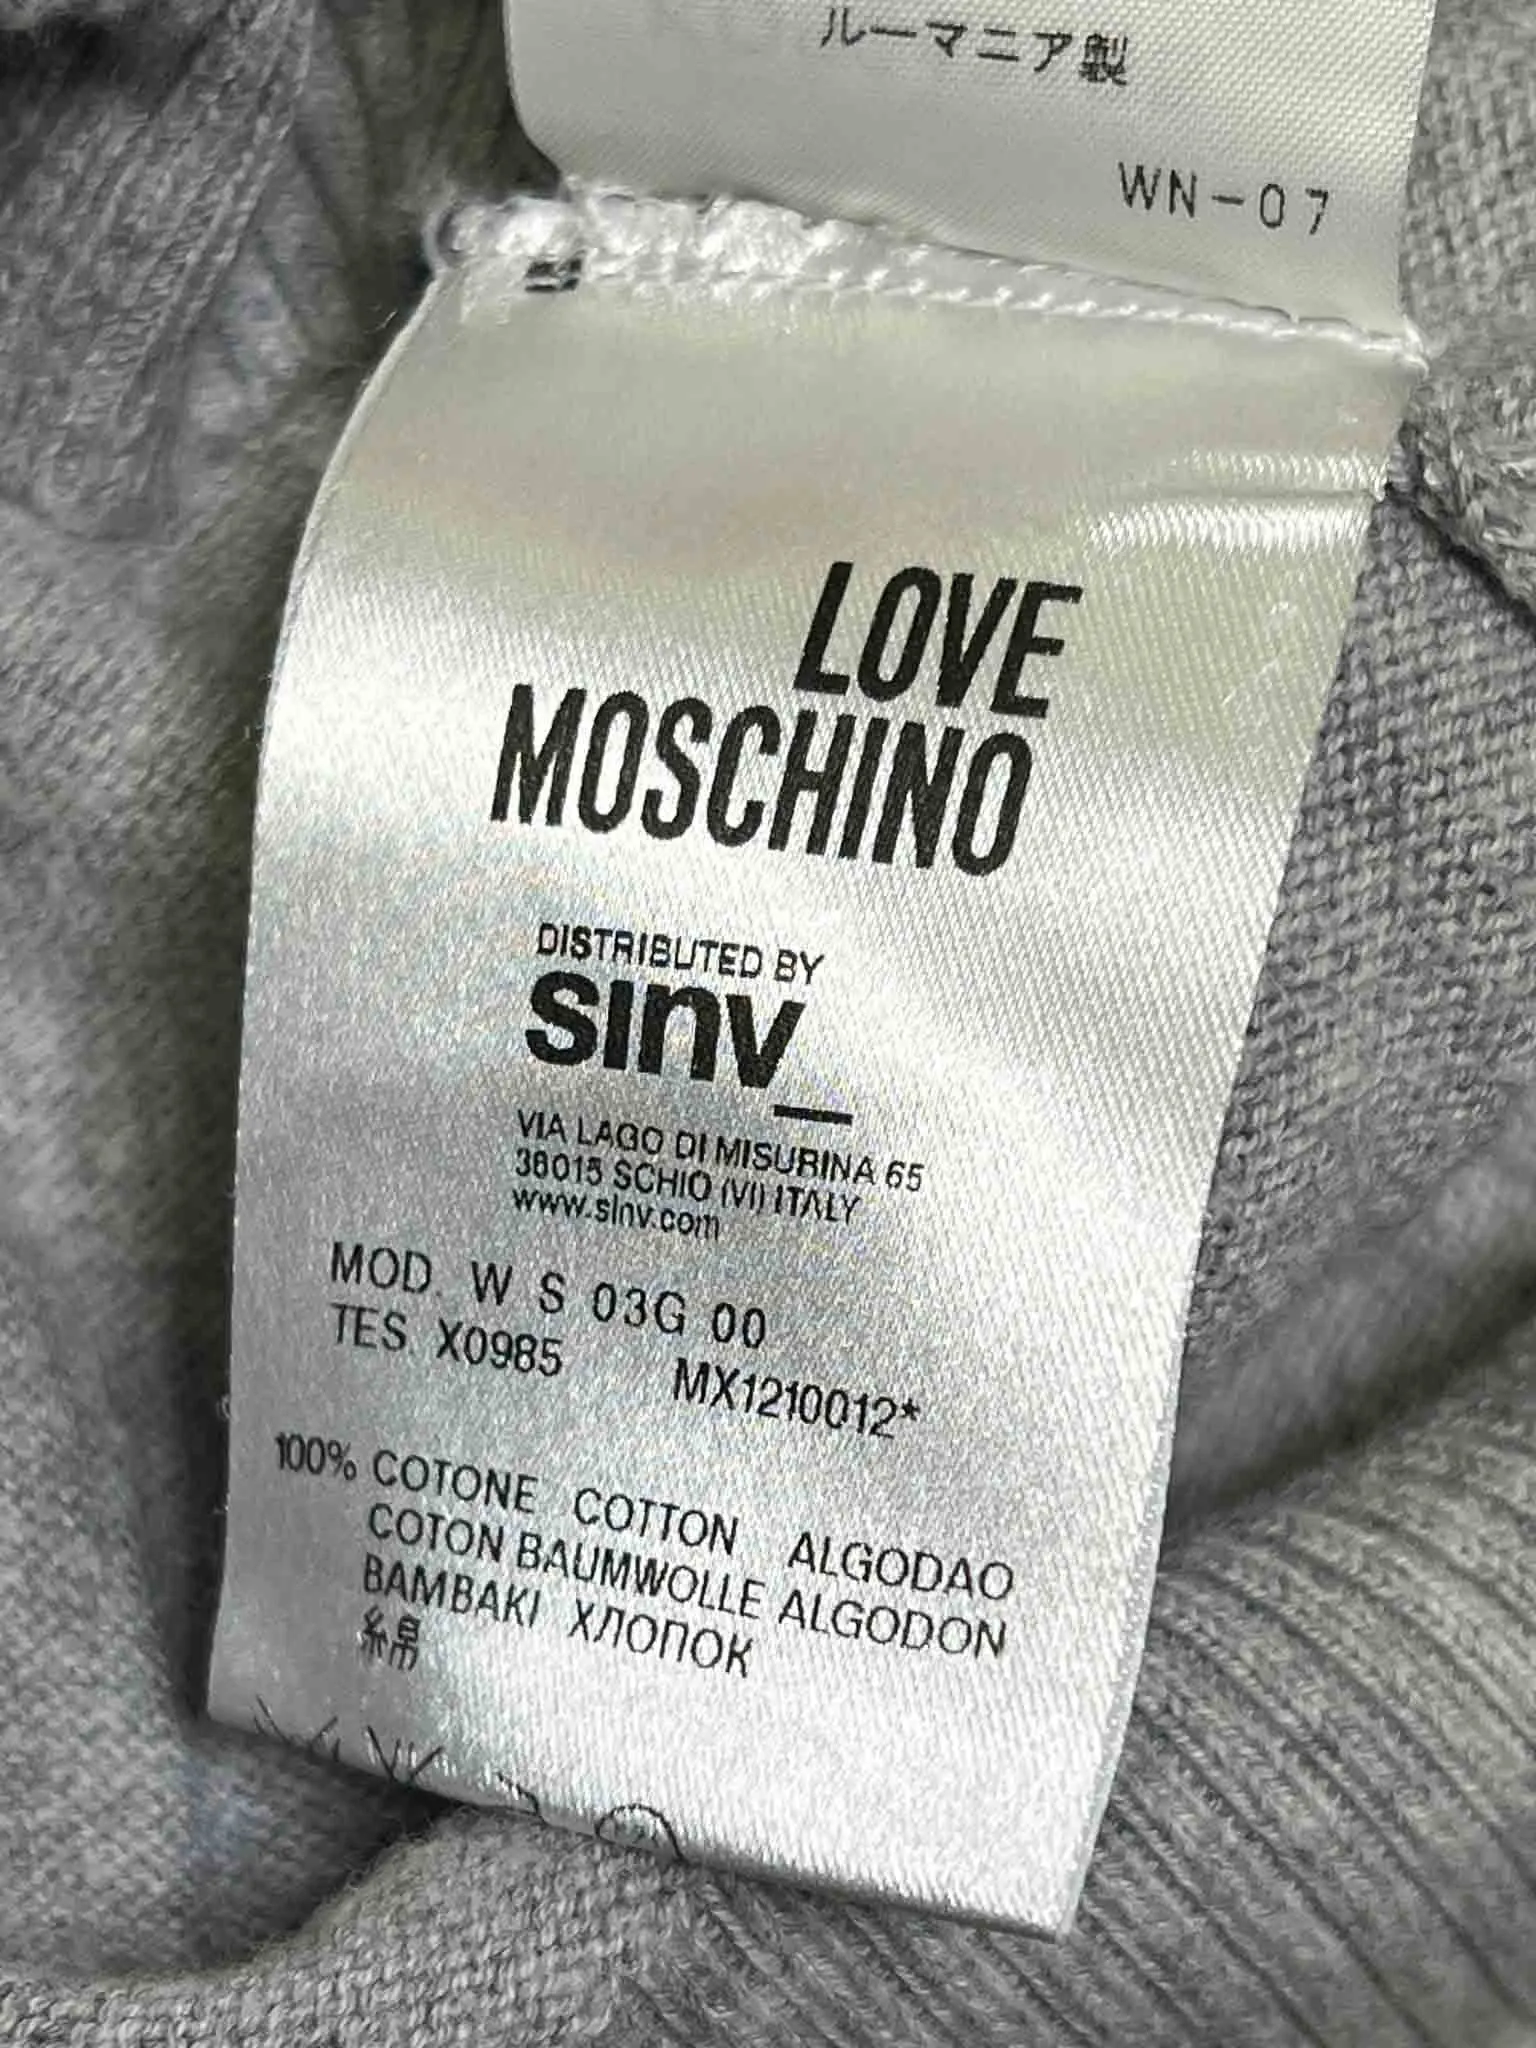 ルーマニア製
WN-07
LOVE
MOSCHINO
DISTRIBUTED BY
sınv_
VIA LAGO DI MISURINA 65
36015 SCHIO (VI) ITALY
www.sinv.com
MOD. W S 03G 00
TES X0985 MX1210012*
100% COTONE COTTON ALGODAO
COTON BAUMWOLLE ALGODON
BAMBAKI ХЛОПОК
綿